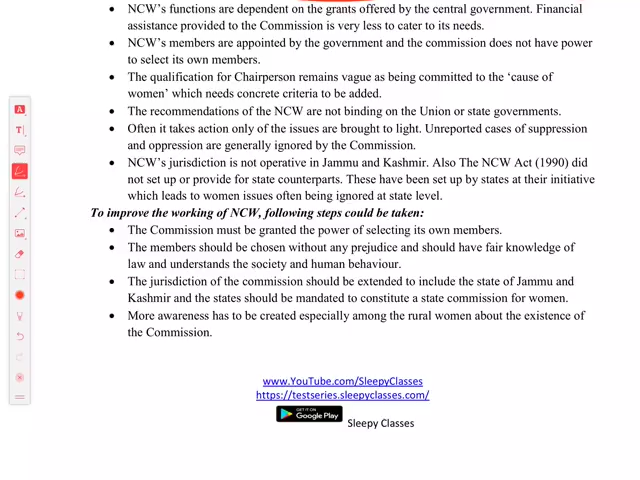 • NCW’s functions are dependent on the grants offered by the central government. Financial
assistance provided to the Commission is very less to cater to its needs.
• NCW’s members are appointed by the government and the commission does not have power
to select its own members.
• The qualification for Chairperson remains vague as being committed to the ‘cause of
women’ which needs concrete criteria to be added.
• The recommendations of the NCW are not binding on the Union or state governments.
• Often it takes action only of the issues are brought to light. Unreported cases of suppression
and oppression are generally ignored by the Commission.
• NCW’s jurisdiction is not operative in Jammu and Kashmir. Also The NCW Act (1990) did
not set up or provide for state counterparts. These have been set up by states at their initiative
which leads to women issues often being ignored at state level.
To improve the working of NCW, following steps could be taken:
• The Commission must be granted the power of selecting its own members.
• The members should be chosen without any prejudice and should have fair knowledge of
law and understands the society and human behaviour.
• The jurisdiction of the commission should be extended to include the state of Jammu and
Kashmir and the states should be mandated to constitute a state commission for women.
• More awareness has to be created especially among the rural women about the existence of
the Commission.
www.YouTube.com/SleepyClasses
https://testseries.sleepyclasses.com/
GET IT ON
Google Play
Sleepy Classes